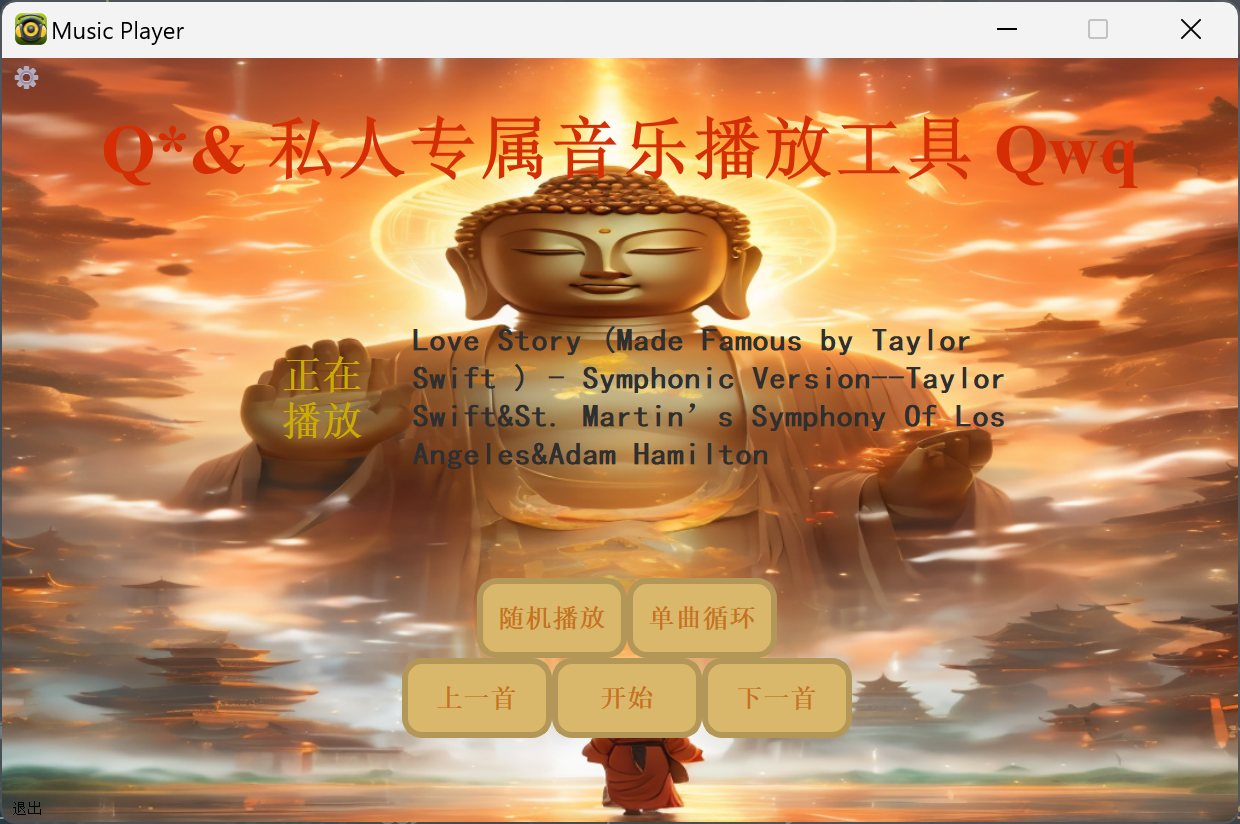 Music Player
Q*& 私人专属音乐播放工具 Qwq
正在
播放
Love Story (Made Famous by Taylor
Swift ) - Symphonic Version--Taylor
Swift&St. Martin’s Symphony Of Los
Angeles&Adam Hamilton
随机播放 单曲循环
上一首 开始 下一首
退出